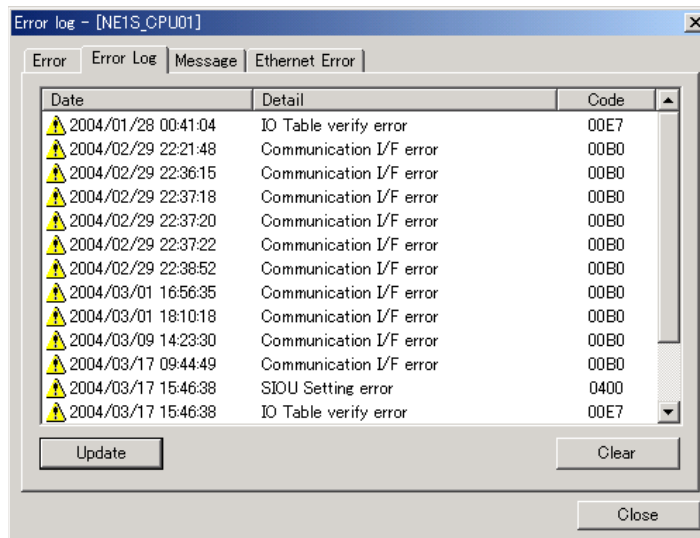 Error log - [NE1S_CPU01]
Error Error Log Message Ethernet Error
Date Detail Code
2004/01/28 00:41:04 IO Table verify error 00E7
2004/02/29 22:21:48 Communication I/F error 00B0
2004/02/29 22:36:15 Communication I/F error 00B0
2004/02/29 22:37:18 Communication I/F error 00B0
2004/02/29 22:37:20 Communication I/F error 00B0
2004/02/29 22:37:22 Communication I/F error 00B0
2004/02/29 22:38:52 Communication I/F error 00B0
2004/03/01 16:56:35 Communication I/F error 00B0
2004/03/01 18:10:18 Communication I/F error 00B0
2004/03/09 14:23:30 Communication I/F error 00B0
2004/03/17 09:44:49 Communication I/F error 00B0
2004/03/17 15:46:38 SIOU Setting error 0400
2004/03/17 15:46:38 IO Table verify error 00E7
Update Clear
Close